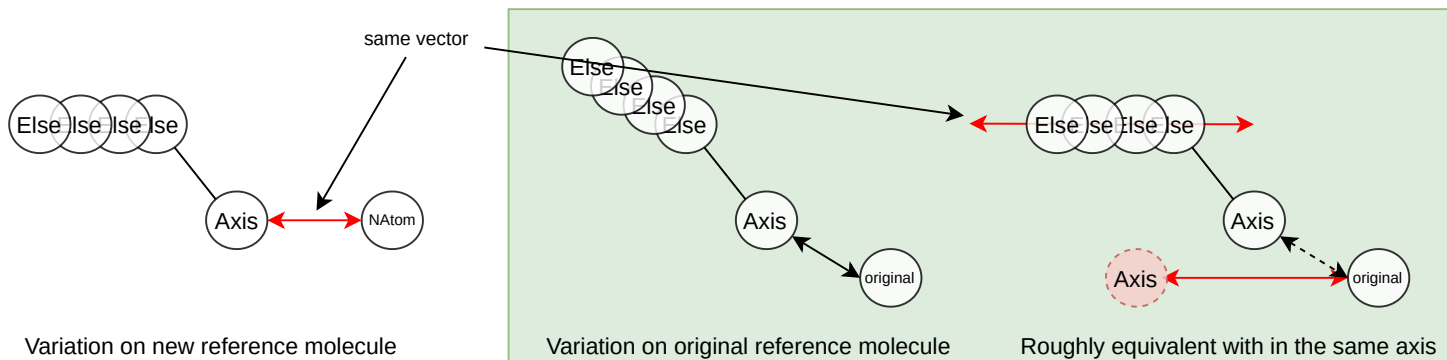 same vector
Else Else Else Else
Axis
NAtom
Variation on new reference molecule
Else
Else
Else
Else
Axis
original
Variation on original reference molecule
Else Else Else Else
Axis
Axis
original
Roughly equivalent with in the same axis